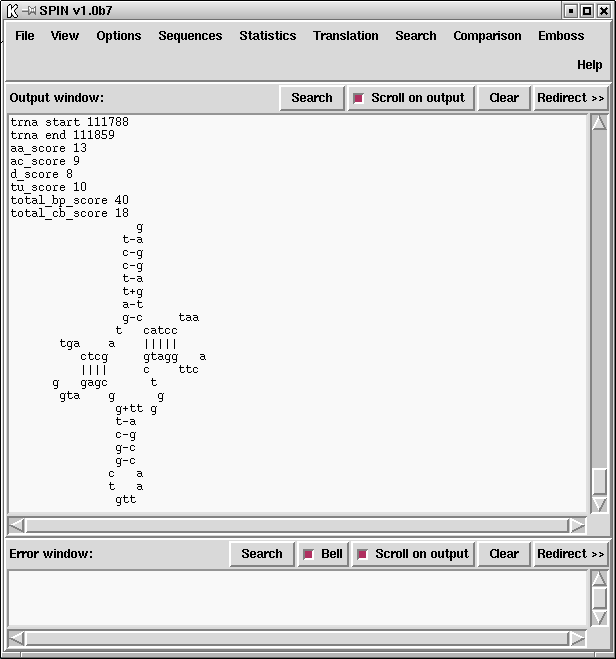 SPIN v1.0b7
File View Options Sequences Statistics Translation Search Comparison Emboss
Help
Output window: Search Scroll on output Clear Redirect >>
trna start 111788
trna end 111859
aa_score 13
ac_score 9
d_score 8
tu_score 10
total_bp_score 40
total_cb_score 18
                  g
                t-a
                c-g
                c-g
                t-a
                t+g
                a-t
                g-c     taa
               t   catcc
       tga    a    |||||
          ctcg     gtagg   a
          ||||     c    ttc
      g   gagc      t
       gta    g      g
               g+tt g
               t-a
               c-g
               g-c
               g-c
              c   a
              t   a
               gtt
Error window: Search Bell Scroll on output Clear Redirect >>